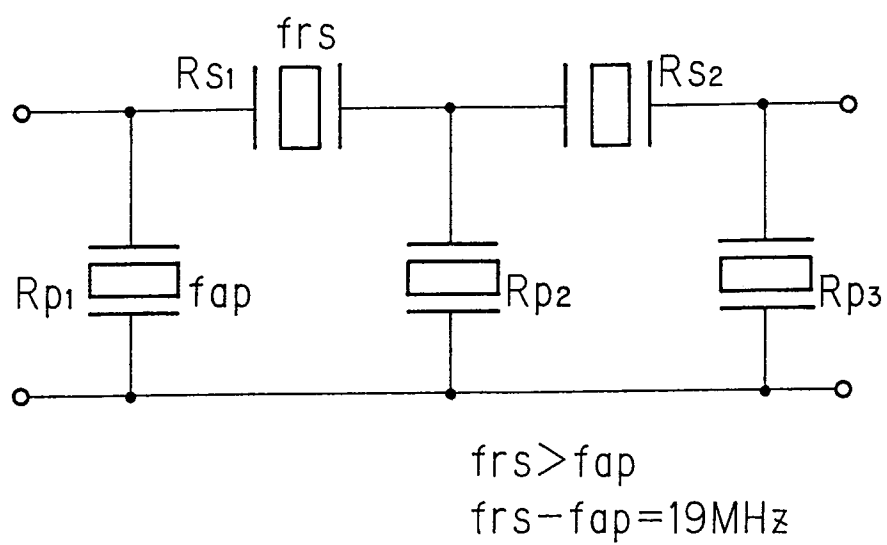 frs
Rs1
Rs2
Rp1
fap
Rp2
Rp3
frs>fap
frs-fap=19MHz